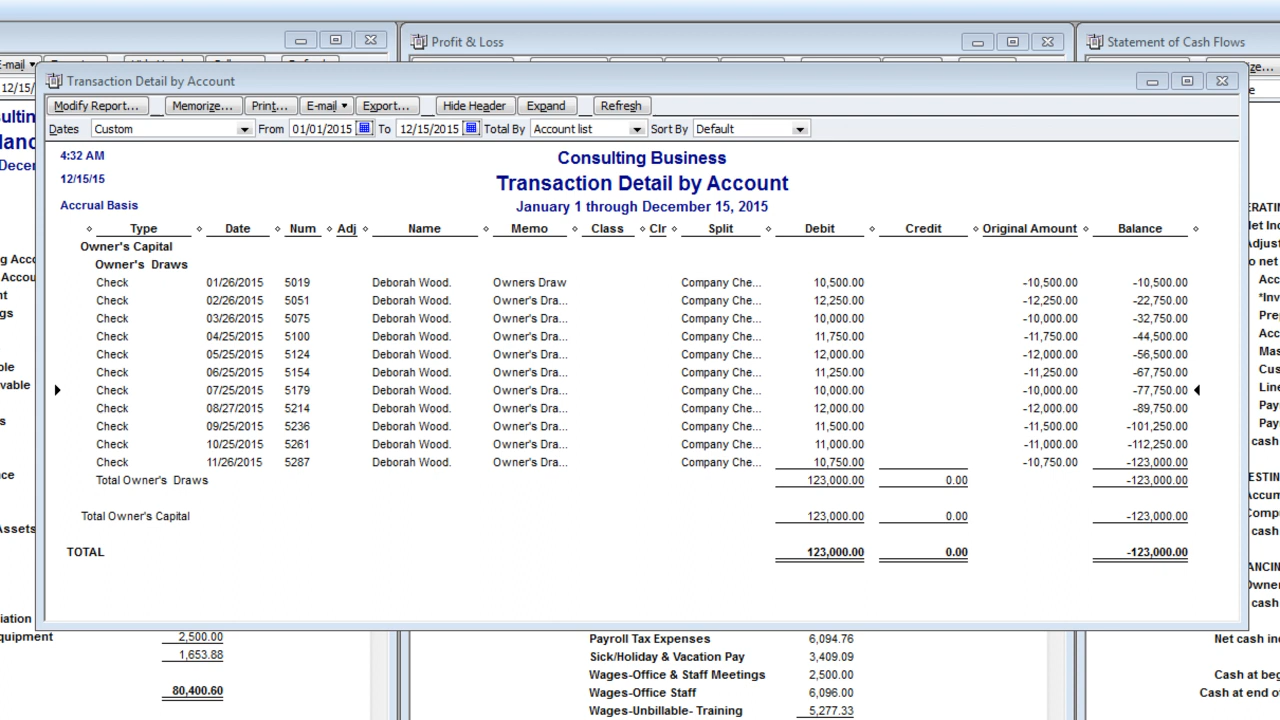 Profit & Loss
Statement of Cash Flows
Transaction Detail by Account
Modify Report... Memorize... Print... E-mail Export... Hide Header Expand Refresh
Dates Custom From 01/01/2015 To 12/15/2015 Total By Account list Sort By Default
4:32 AM
12/15/15
Accrual Basis
Consulting Business
Transaction Detail by Account
January 1 through December 15, 2015
Type Date Num Adj Name Memo Class Clr Split Debit Credit Original Amount Balance
Owner's Capital
Owner's Draws
Check 01/26/2015 5019 Deborah Wood. Owners Draw Company Che... 10,500.00 -10,500.00 -10,500.00
Check 02/26/2015 5051 Deborah Wood. Owner's Dra... Company Che... 12,250.00 -12,250.00 -22,750.00
Check 03/26/2015 5075 Deborah Wood. Owner's Dra... Company Che... 10,000.00 -10,000.00 -32,750.00
Check 04/25/2015 5100 Deborah Wood. Owner's Dra... Company Che... 11,750.00 -11,750.00 -44,500.00
Check 05/25/2015 5124 Deborah Wood. Owner's Dra... Company Che... 12,000.00 -12,000.00 -56,500.00
Check 06/25/2015 5154 Deborah Wood. Owner's Dra... Company Che... 11,250.00 -11,250.00 -67,750.00
Check 07/25/2015 5179 Deborah Wood. Owner's Dra... Company Che... 10,000.00 -10,000.00 -77,750.00
Check 08/27/2015 5214 Deborah Wood. Owner's Dra... Company Che... 12,000.00 -12,000.00 -89,750.00
Check 09/25/2015 5236 Deborah Wood. Owner's Dra... Company Che... 11,500.00 -11,500.00 -101,250.00
Check 10/25/2015 5261 Deborah Wood. Owner's Dra... Company Che... 11,000.00 -11,000.00 -112,250.00
Check 11/26/2015 5287 Deborah Wood. Owner's Dra... Company Che... 10,750.00 -10,750.00 -123,000.00
Total Owner's Draws 123,000.00 0.00 -123,000.00
Total Owner's Capital 123,000.00 0.00 -123,000.00
TOTAL 123,000.00 0.00 -123,000.00
2,500.00
1,653.88
80,400.60
Payroll Tax Expenses 6,094.76
Sick/Holiday & Vacation Pay 3,409.09
Wages-Office & Staff Meetings 2,500.00
Wages-Office Staff 6,096.00
Wages-Unbillable- Training 5,277.33
Net cash
Cash at
Cash at end